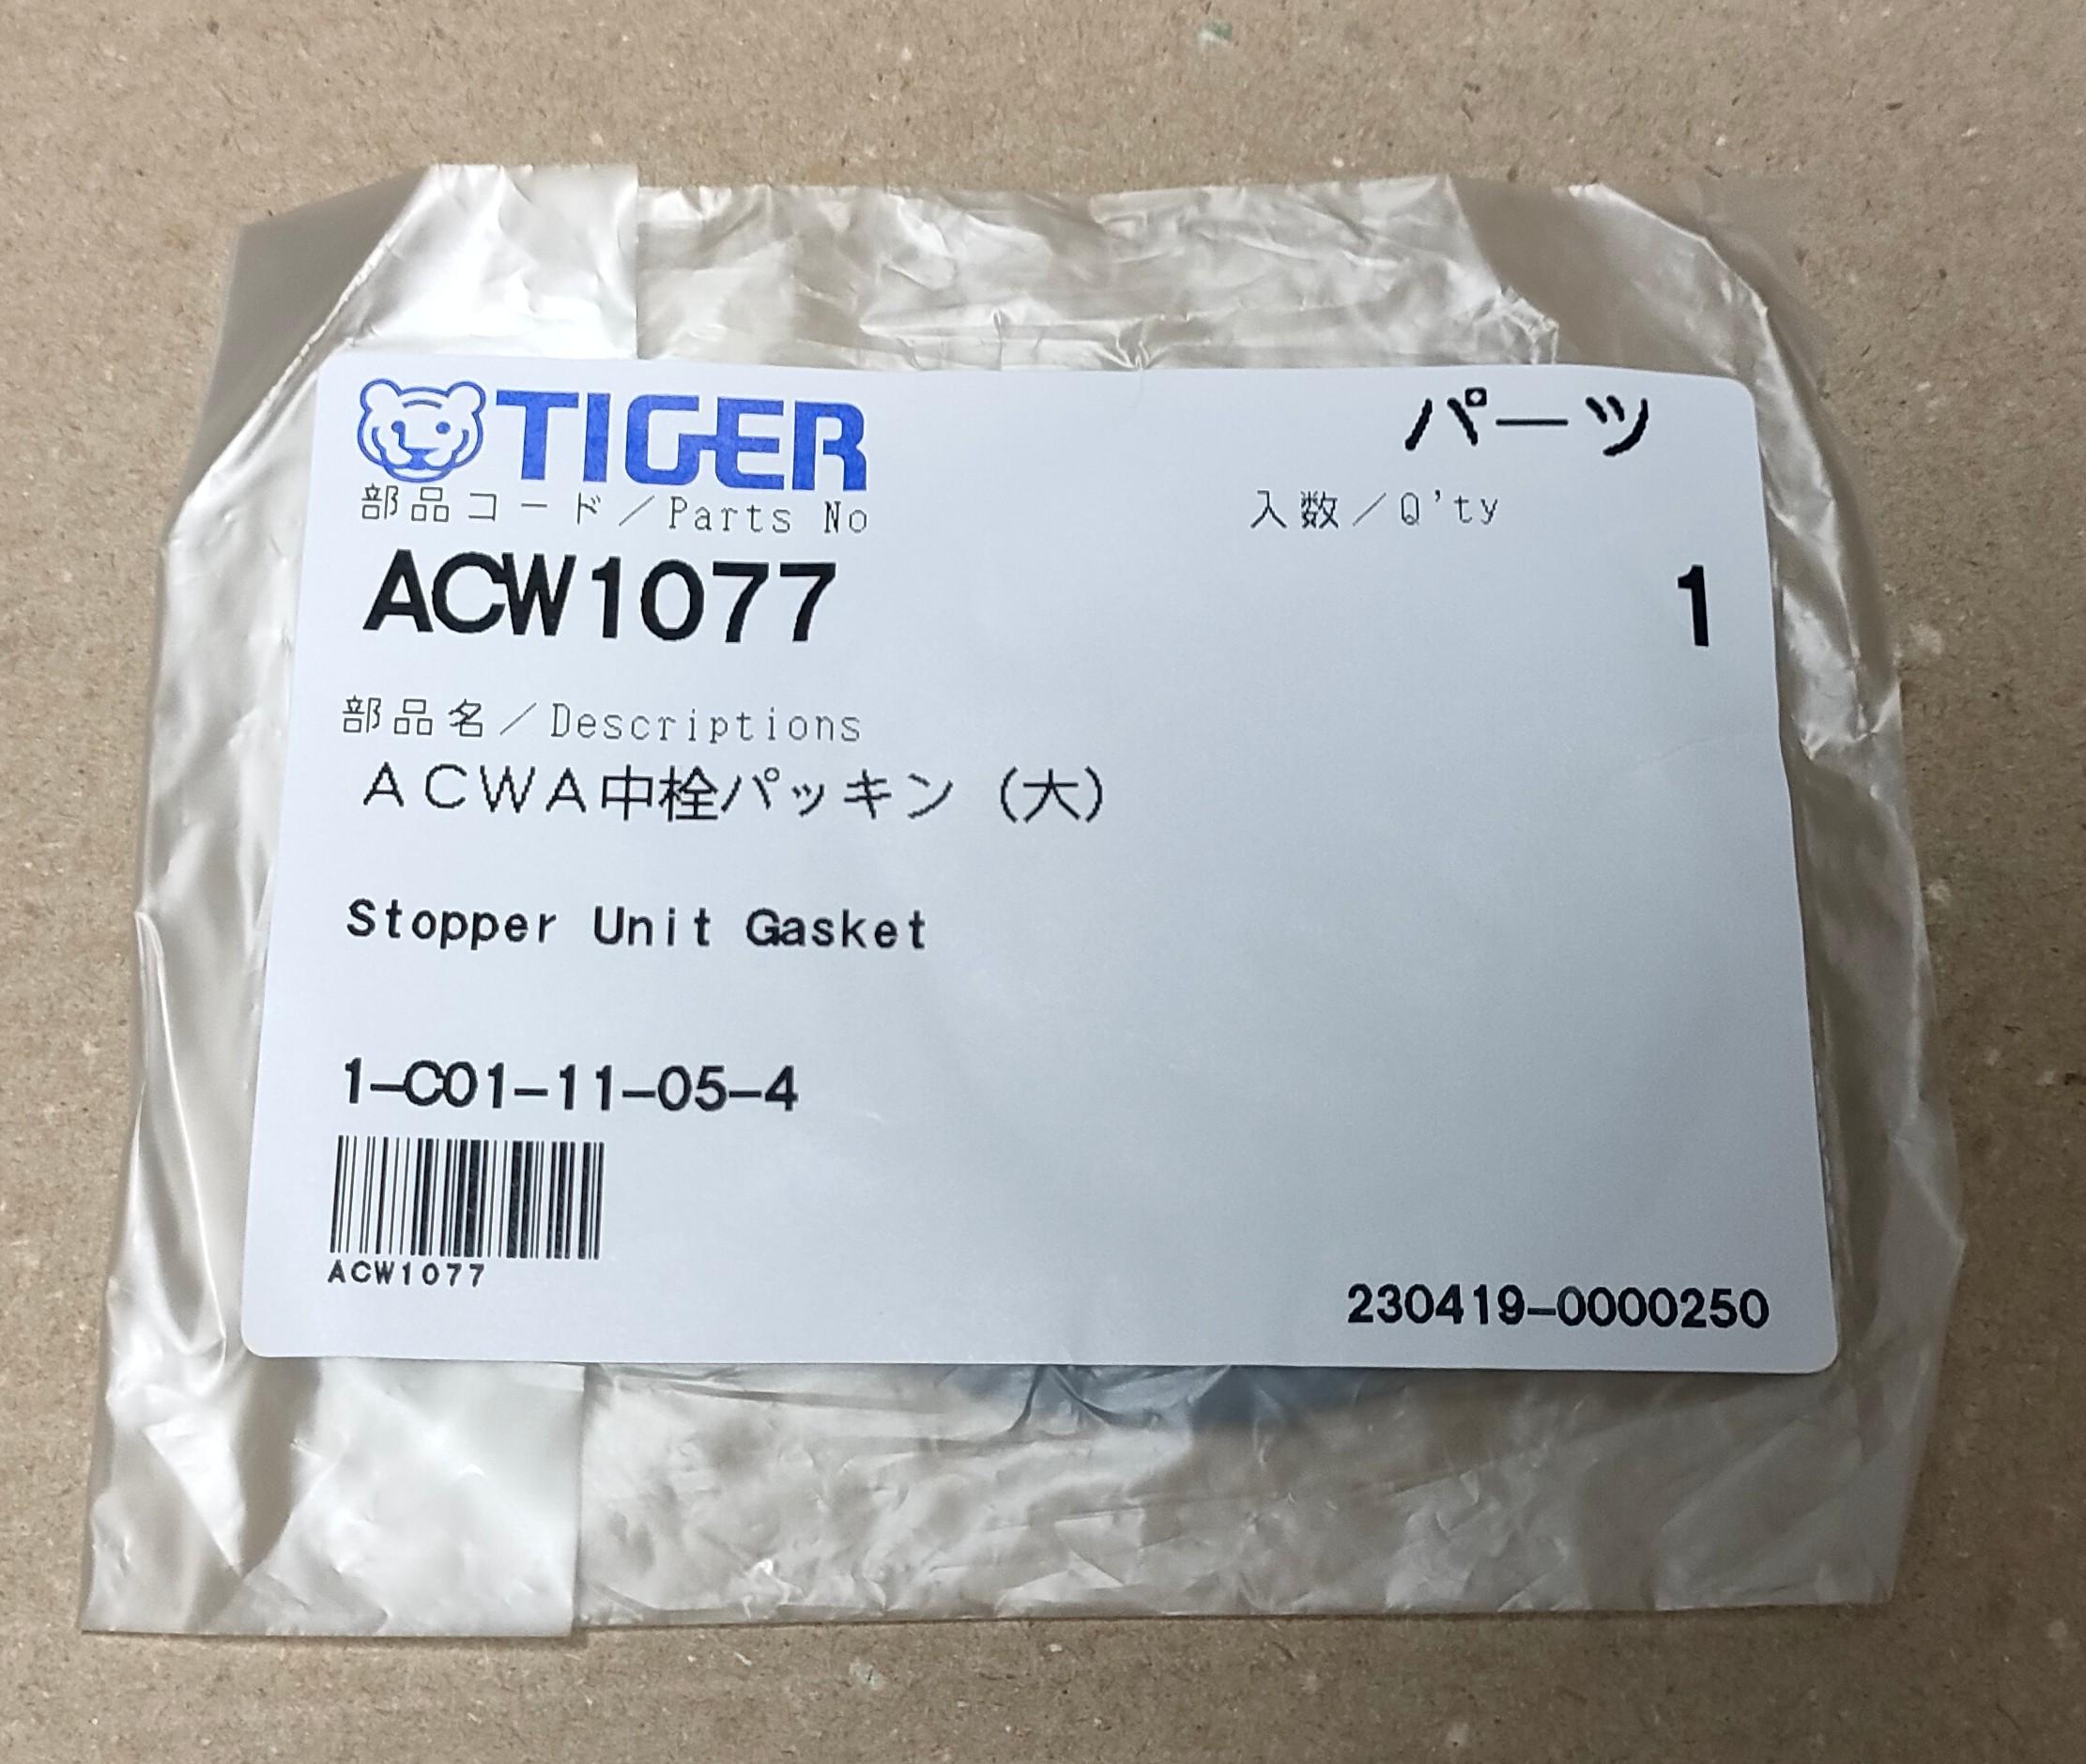 TIGER
パーツ
部品コード／Parts No
入数／Q'ty
ACW1077
1
部品名／Descriptions
ＡＣＷＡ中栓パッキン（大）
Stopper Unit Gasket
1-C01-11-05-4
ACW1077
230419-0000250